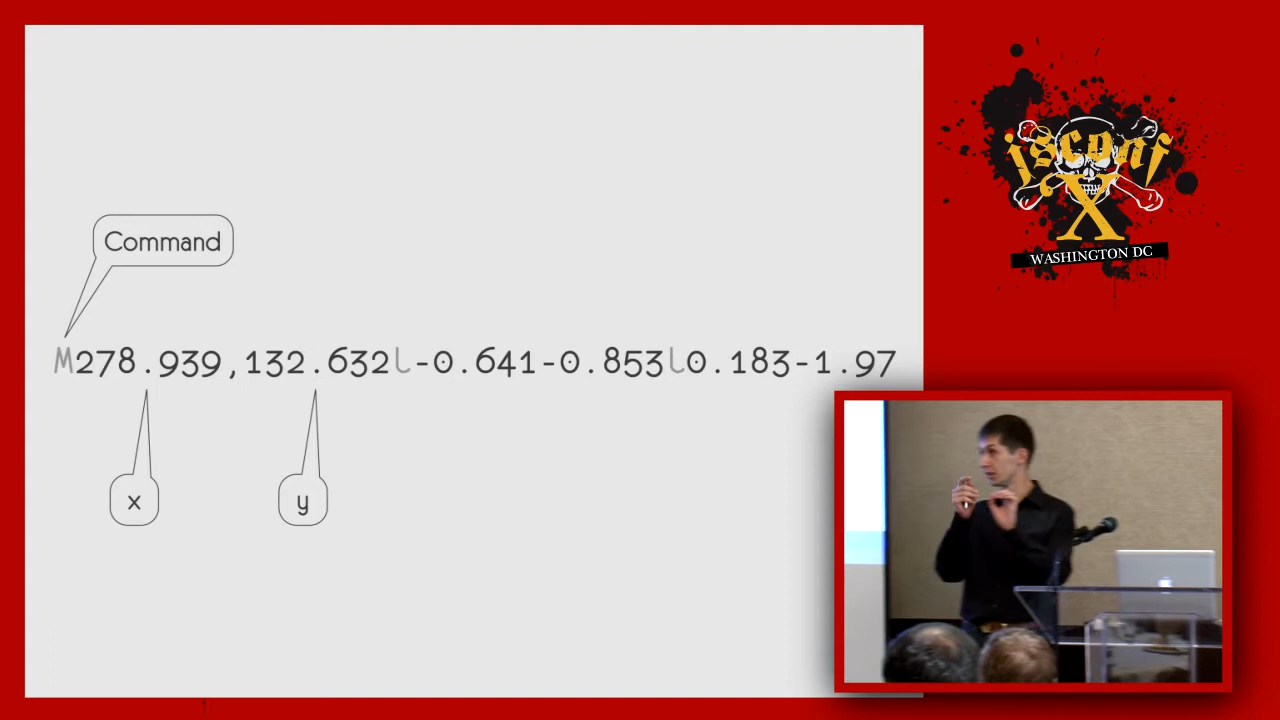 Command
M278.939,132.632l-0.641-0.853l0.183-1.97
x
y
jsconf
X
WASHINGTON DC